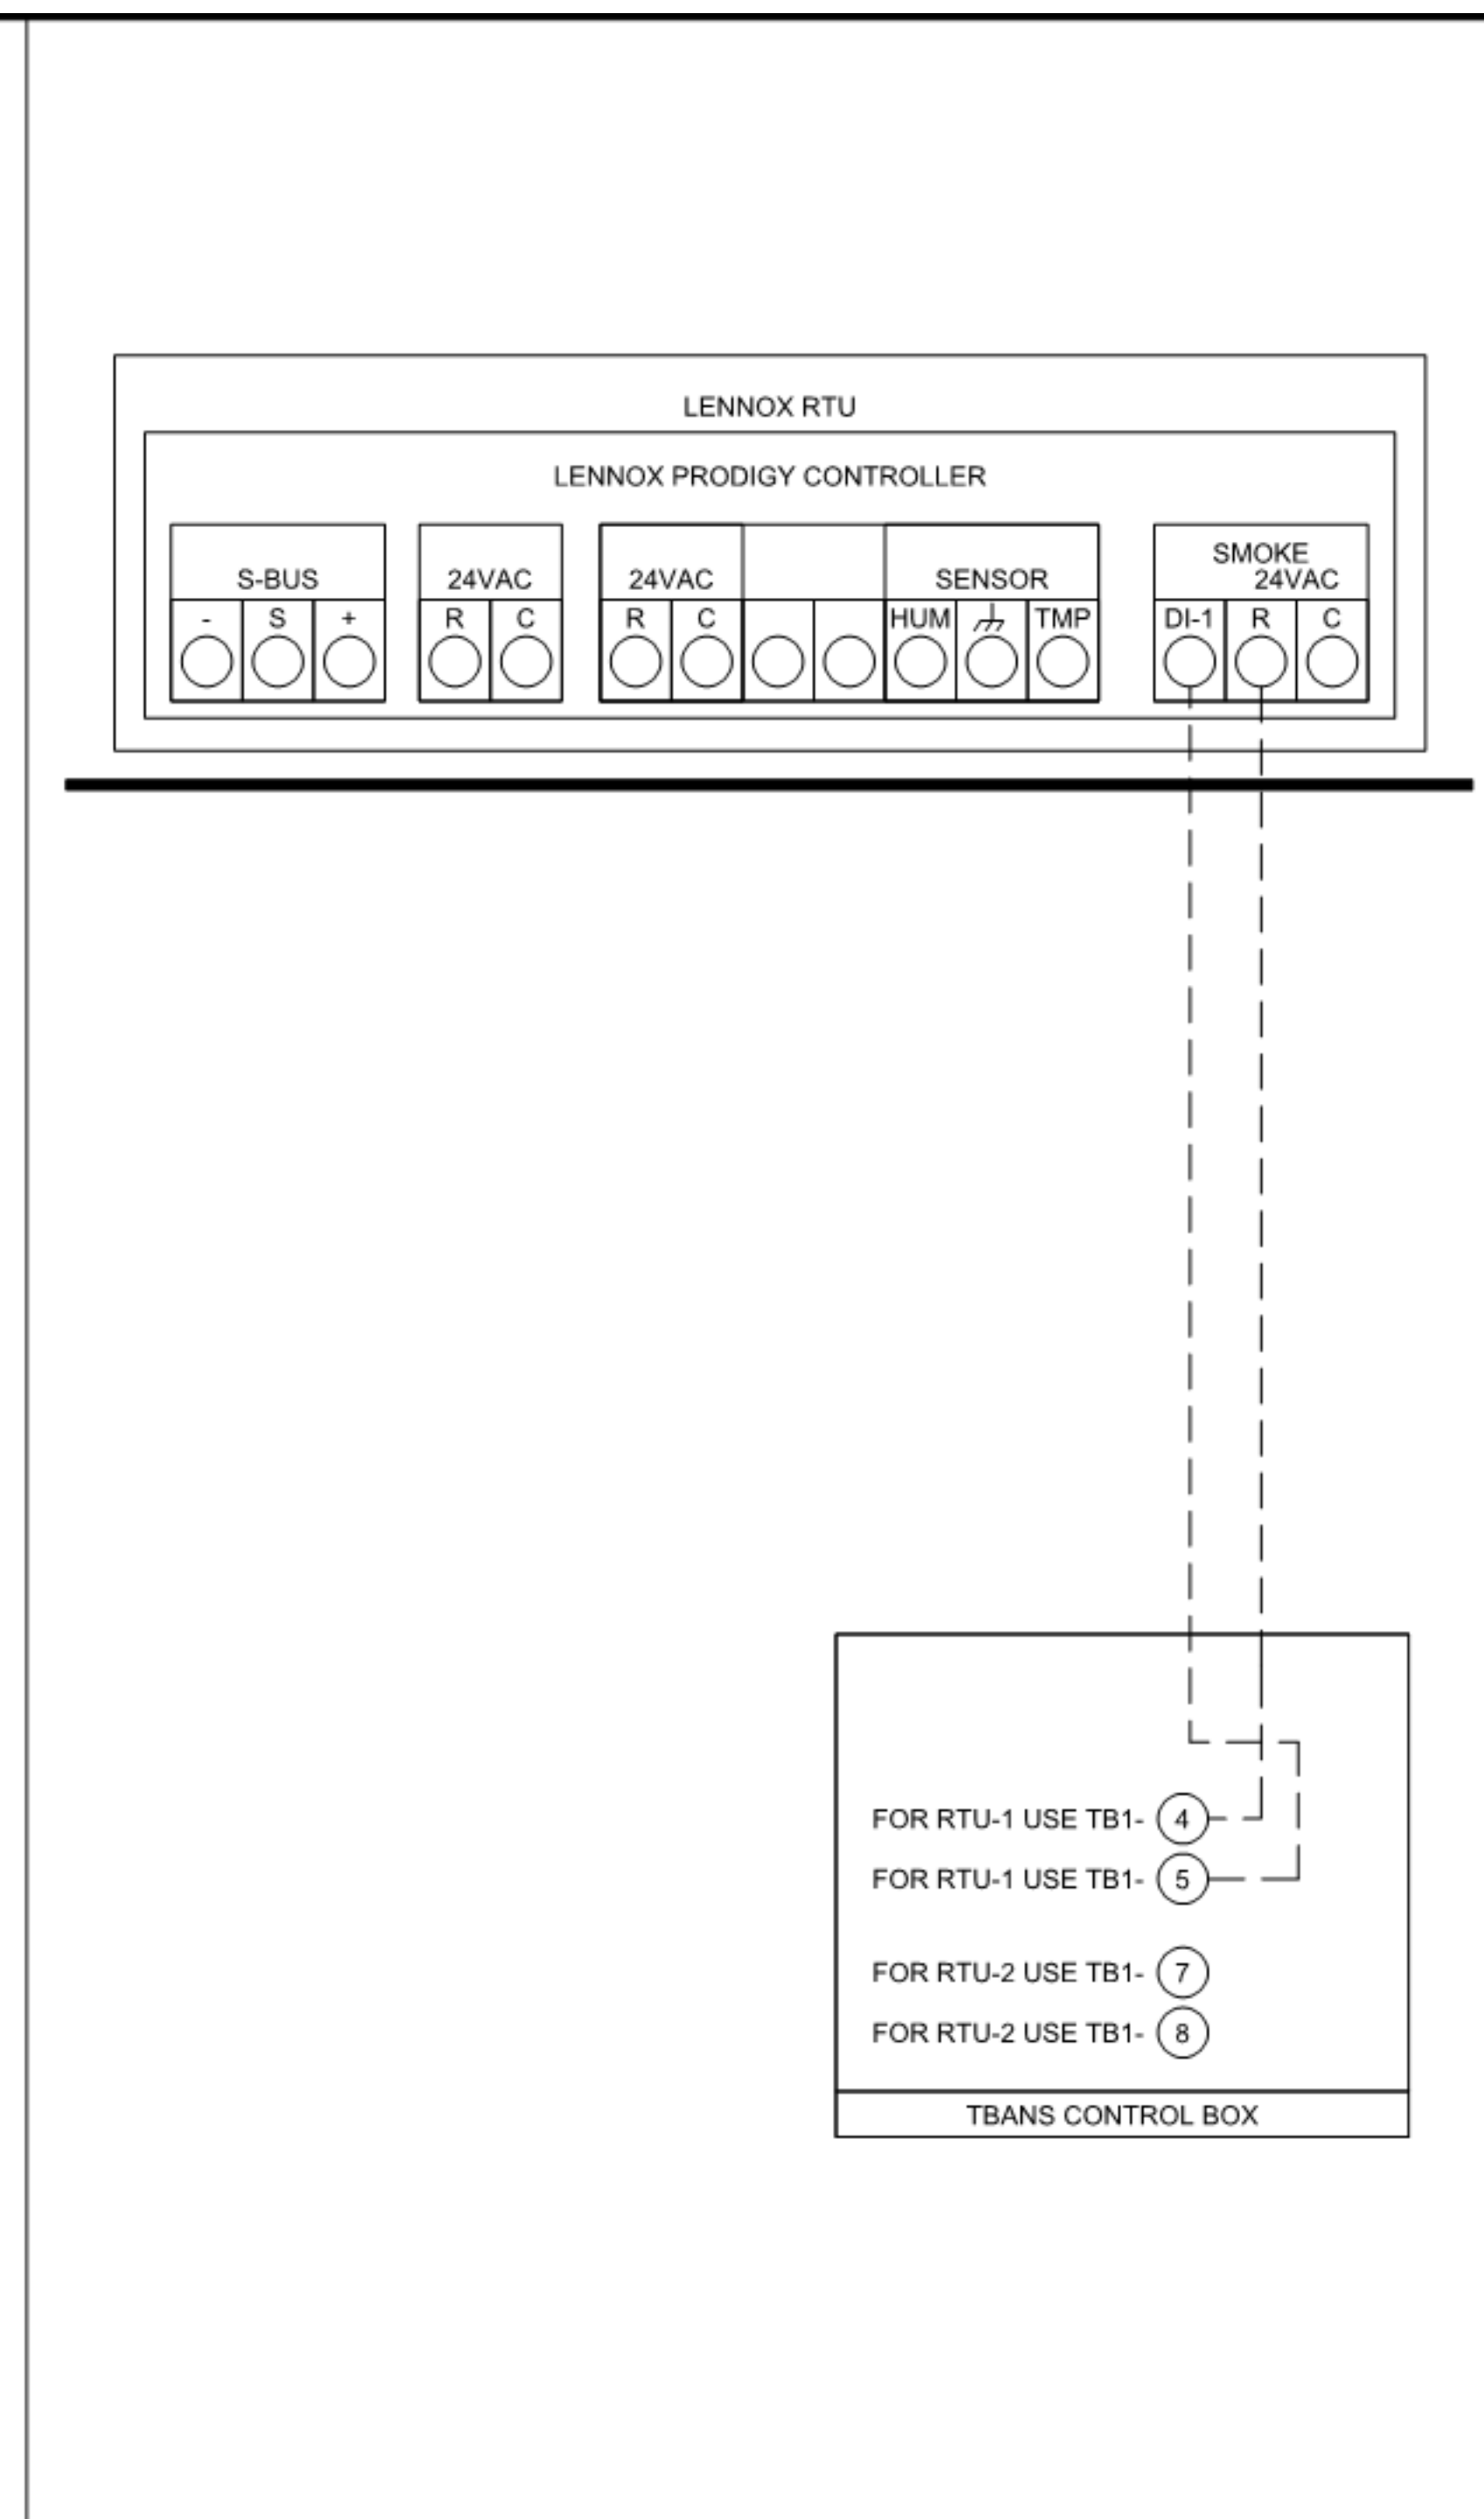 LENNOX RTU
LENNOX PRODIGY CONTROLLER
SMOKE
S-BUS 24VAC 24VAC SENSOR 24VAC
- S + R C R C HUM TMP DI-1 R C
FOR RTU-1 USE TB1- 4
FOR RTU-1 USE TB1- 5
FOR RTU-2 USE TB1- 7
FOR RTU-2 USE TB1- 8
TBANS CONTROL BOX